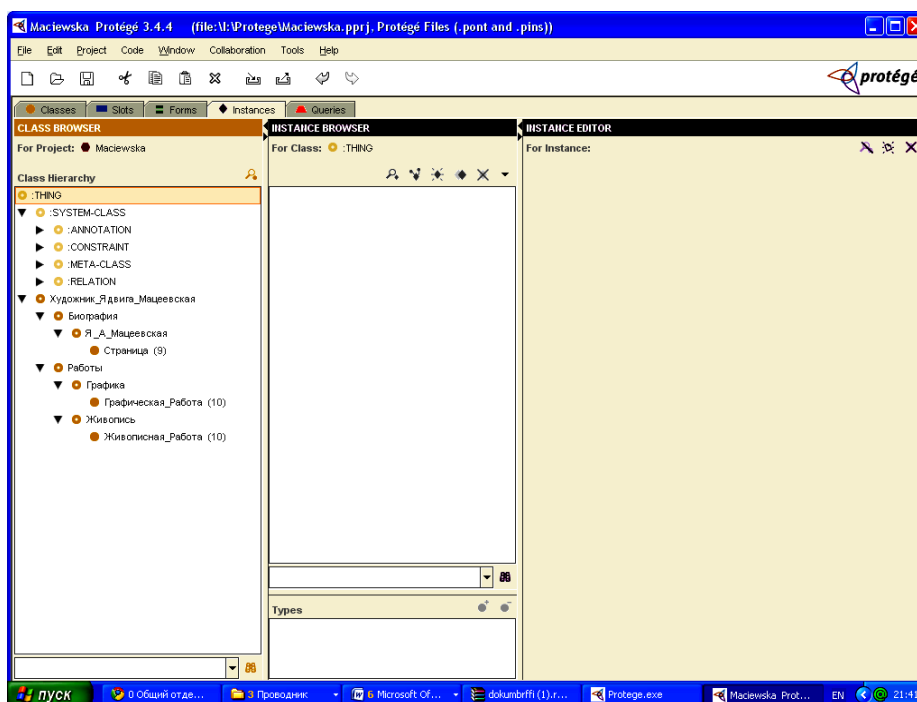 Maciewska Protégé 3.4.4 (file:\I:\Protege\Maciewska.pprj, Protégé Files (.pont and .pins))
File Edit Project Code Window Collaboration Tools Help
protégé
Classes Slots Forms Instances Queries
CLASS BROWSER
For Project: Maciewska
Class Hierarchy
:THING
:SYSTEM-CLASS
:ANNOTATION
:CONSTRAINT
:META-CLASS
:RELATION
Художник_Ядвига_Мацеевская
Биография
Я_А_Мацеевская
Страница (9)
Работы
Графика
Графическая_Работа (10)
Живопись
Живописная_Работа (10)
INSTANCE BROWSER
For Class: :THING
Types
INSTANCE EDITOR
For Instance:
пуск 0 Общий отде... 3 Проводник 6 Microsoft Of... dokumbrffi (1).r... Protege.exe Maciewska Prot... EN 21:41